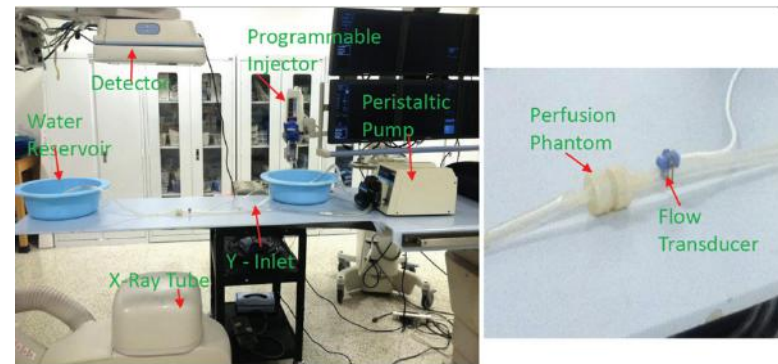 Programmable
Injector
Detector
Peristaltic
Pump
Water
Reservoir
Y - Inlet
X-Ray Tube
Perfusion
Phantom
Flow
Transducer